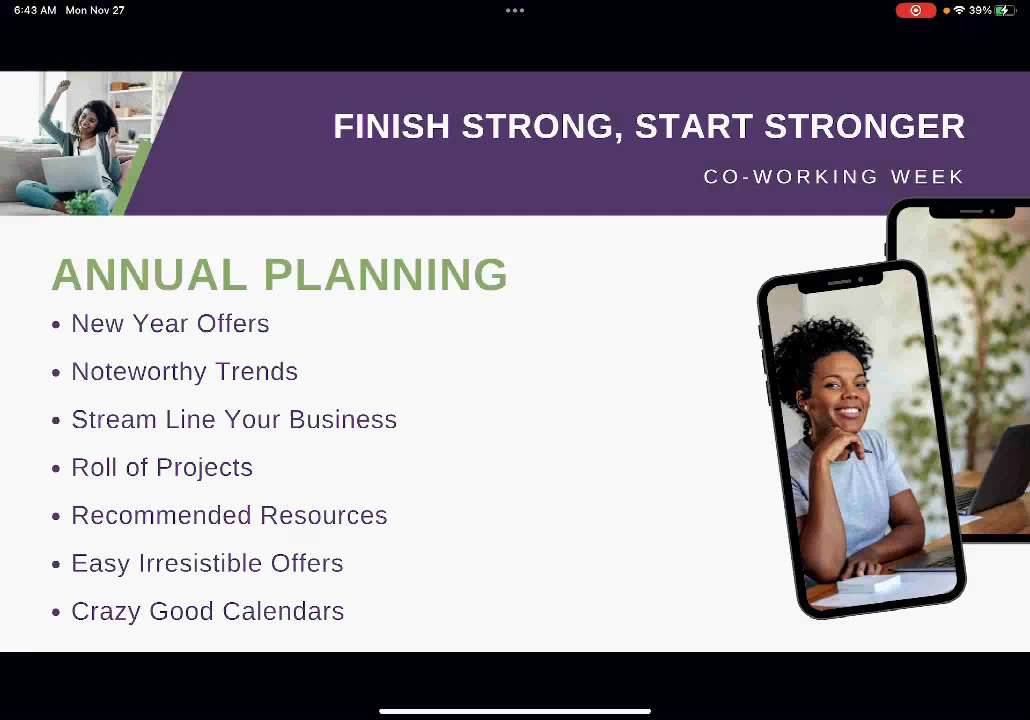 6:43 AM Mon Nov 27
39%
FINISH STRONG, START STRONGER
CO-WORKING WEEK
ANNUAL PLANNING
• New Year Offers
• Noteworthy Trends
• Stream Line Your Business
• Roll of Projects
• Recommended Resources
• Easy Irresistible Offers
• Crazy Good Calendars